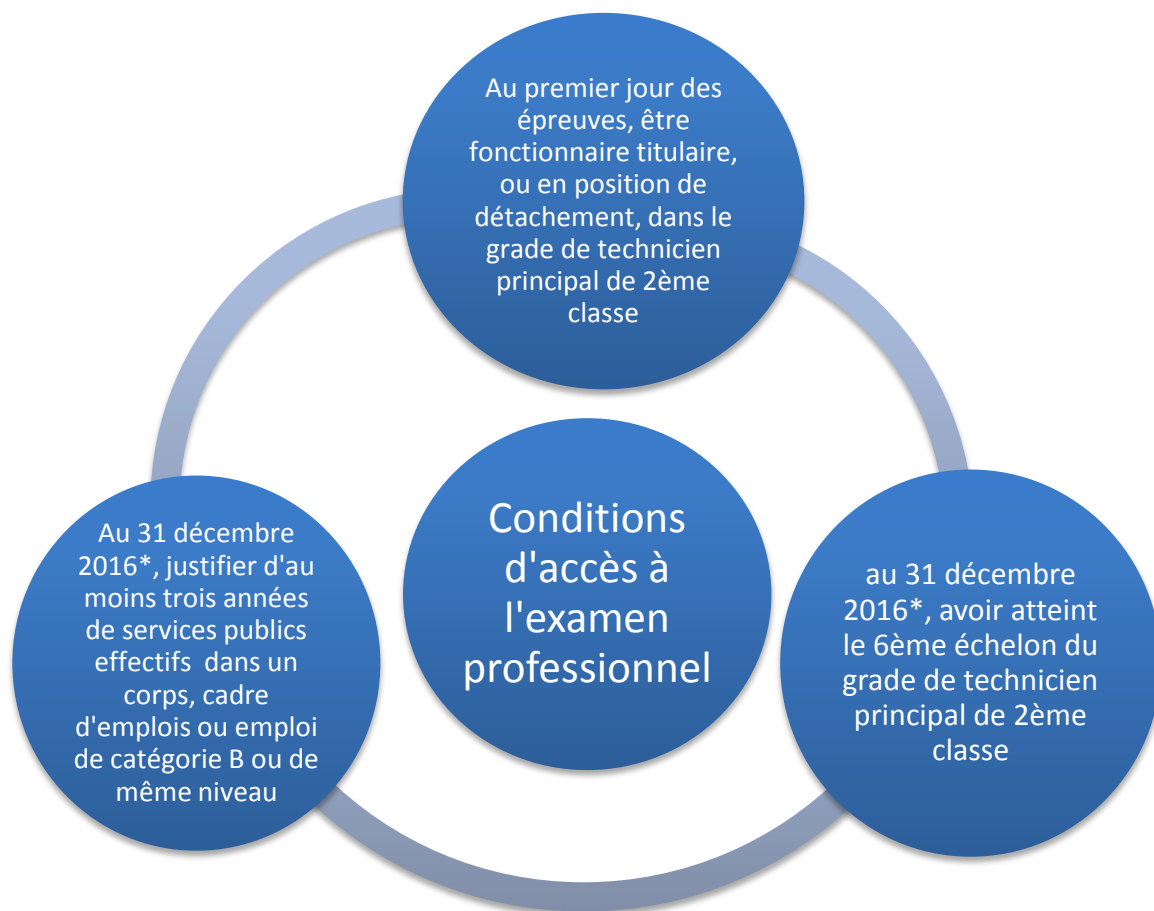 Au premier jour des
épreuves, être
fonctionnaire titulaire,
ou en position de
détachement, dans le
grade de technicien
principal de 2ème
classe
Conditions
d'accès à
l'examen
professionnel
au 31 décembre
2016*, avoir atteint
le 6ème échelon du
grade de technicien
principal de 2ème
classe
Au 31 décembre
2016*, justifier d'au
moins trois années
de services publics
effectifs dans un
corps, cadre
d'emplois ou emploi
de catégorie B ou de
même niveau